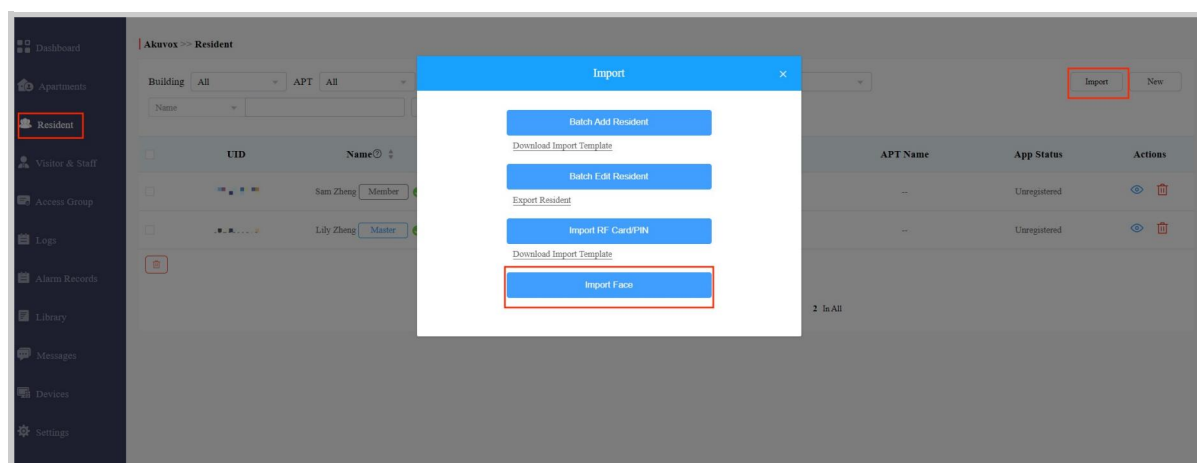 Dashboard
Akuvox >> Resident
Import
Building All APT All
Import New
Apartments
Name
Resident
Batch Add Resident
Download Import Template
UID Name APT Name App Status Actions
Visitor & Staff
Batch Edit Resident
Sam Zheng Member -- Unregistered
Export Resident
Access Group
Import RF Card/PIN
Lily Zheng Master -- Unregistered
Logs
Download Import Template
Import Face
Alarm Records
2 In All
Library
Messages
Devices
Settings